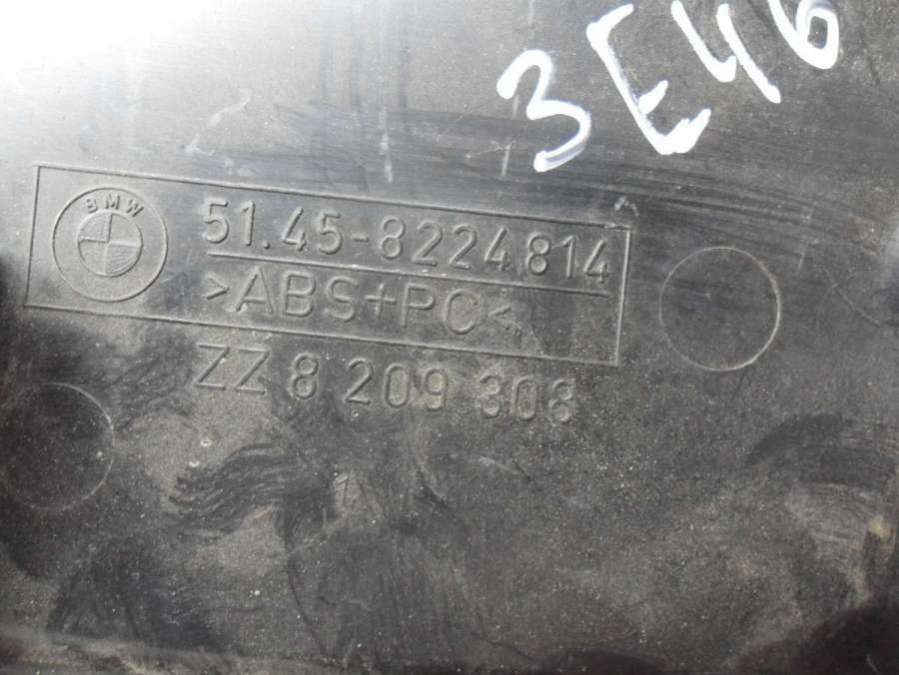 3E46
BMW
51.45-8224814
>ABS+PC<
ZZ 8 209 308